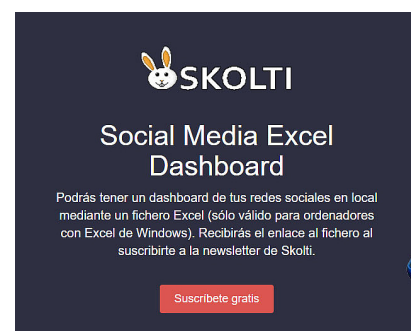 SKOLTI
Social Media Excel
Dashboard
Podrás tener un dashboard de tus redes sociales en local
mediante un fichero Excel (sólo válido para ordenadores
con Excel de Windows). Recibirás el enlace al fichero al
suscribirte a la newsletter de Skolti.
Suscríbete gratis